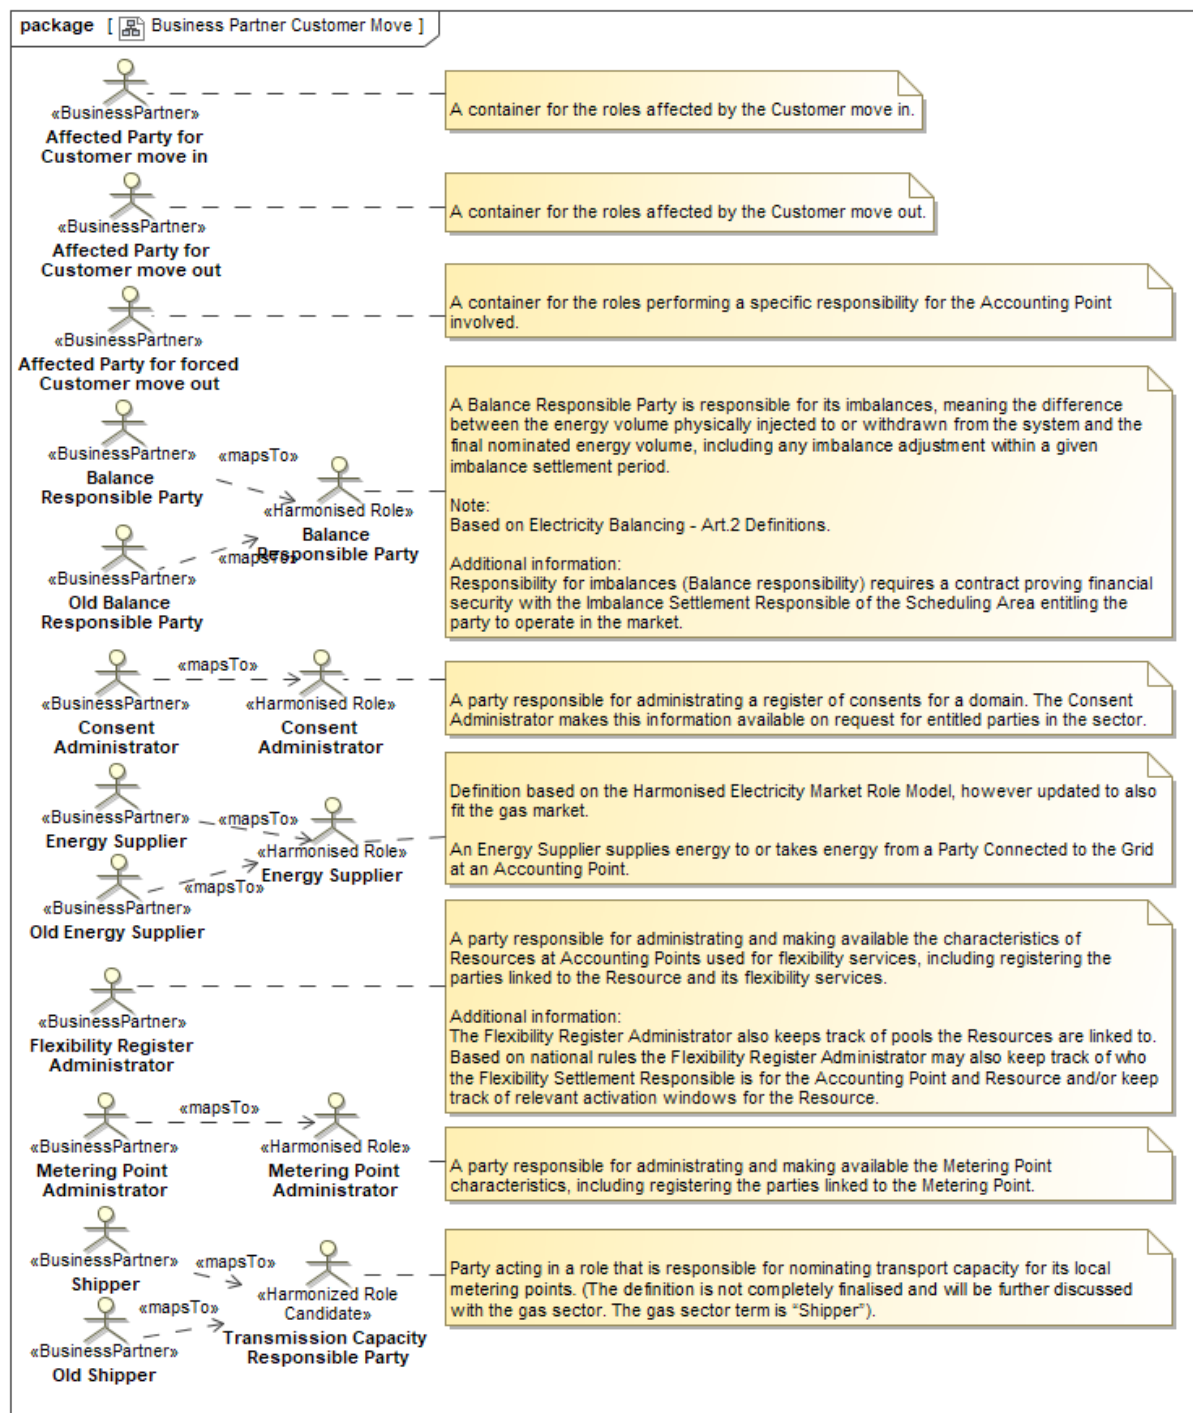 package [ Business Partner Customer Move ]
«BusinessPartner»
Affected Party for
Customer move in
A container for the roles affected by the Customer move in.
«BusinessPartner»
Affected Party for
Customer move out
A container for the roles affected by the Customer move out.
«BusinessPartner»
Affected Party for forced
Customer move out
A container for the roles performing a specific responsibility for the Accounting Point
involved.
«BusinessPartner»
Balance
Responsible Party
«mapsTo»
«Harmonised Role»
Balance
Responsible Party
«mapsTo»
«BusinessPartner»
Old Balance
Responsible Party
A Balance Responsible Party is responsible for its imbalances, meaning the difference
between the energy volume physically injected to or withdrawn from the system and the
final nominated energy volume, including any imbalance adjustment within a given
imbalance settlement period.
Note:
Based on Electricity Balancing - Art.2 Definitions.
Additional information:
Responsibility for imbalances (Balance responsibility) requires a contract proving financial
security with the Imbalance Settlement Responsible of the Scheduling Area entitling the
party to operate in the market.
«BusinessPartner»
Consent
Administrator
«mapsTo»
«Harmonised Role»
Consent
Administrator
A party responsible for administrating a register of consents for a domain. The Consent
Administrator makes this information available on request for entitled parties in the sector.
«BusinessPartner»
Energy Supplier
«mapsTo»
«Harmonised Role»
Energy Supplier
«mapsTo»
«BusinessPartner»
Old Energy Supplier
Definition based on the Harmonised Electricity Market Role Model, however updated to also
fit the gas market.
An Energy Supplier supplies energy to or takes energy from a Party Connected to the Grid
at an Accounting Point.
«BusinessPartner»
Flexibility Register
Administrator
A party responsible for administrating and making available the characteristics of
Resources at Accounting Points used for flexibility services, including registering the
parties linked to the Resource and its flexibility services.
Additional information:
The Flexibility Register Administrator also keeps track of pools the Resources are linked to.
Based on national rules the Flexibility Register Administrator may also keep track of who
the Flexibility Settlement Responsible is for the Accounting Point and Resource and/or keep
track of relevant activation windows for the Resource.
«BusinessPartner»
Metering Point
Administrator
«mapsTo»
«Harmonised Role»
Metering Point
Administrator
A party responsible for administrating and making available the Metering Point
characteristics, including registering the parties linked to the Metering Point.
«BusinessPartner»
Shipper
«mapsTo»
«Harmonized Role
Candidate»
Transmission Capacity
Responsible Party
«mapsTo»
«BusinessPartner»
Old Shipper
Party acting in a role that is responsible for nominating transport capacity for its local
metering points. (The definition is not completely finalised and will be further discussed
with the gas sector. The gas sector term is “Shipper”).